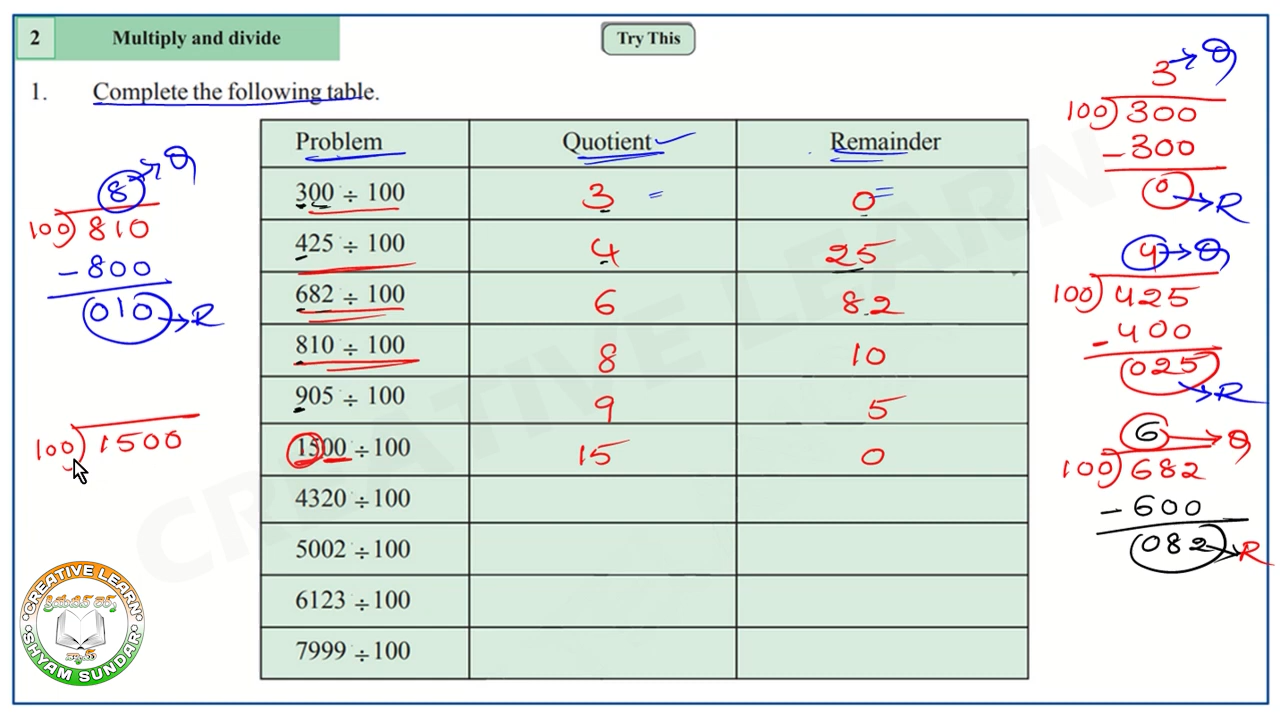 2 Multiply and divide
Try This
1. Complete the following table.
Problem Quotient Remainder
300 ÷ 100 3 = 0 =
425 ÷ 100 4 25
682 ÷ 100 6 82
810 ÷ 100 8 10
905 ÷ 100 9 5
1500 ÷ 100 15 0
4320 ÷ 100
5002 ÷ 100
6123 ÷ 100
7999 ÷ 100
8 → Q
100) 810
- 800
010 → R
100) 1500
3 → Q
100) 300
- 300
0 → R
4 → Q
100) 425
- 400
025 → R
6 → Q
100) 682
- 600
082 → R
CREATIVE LEARN
CREATIVE LEARN
SHYAM SUNDAR